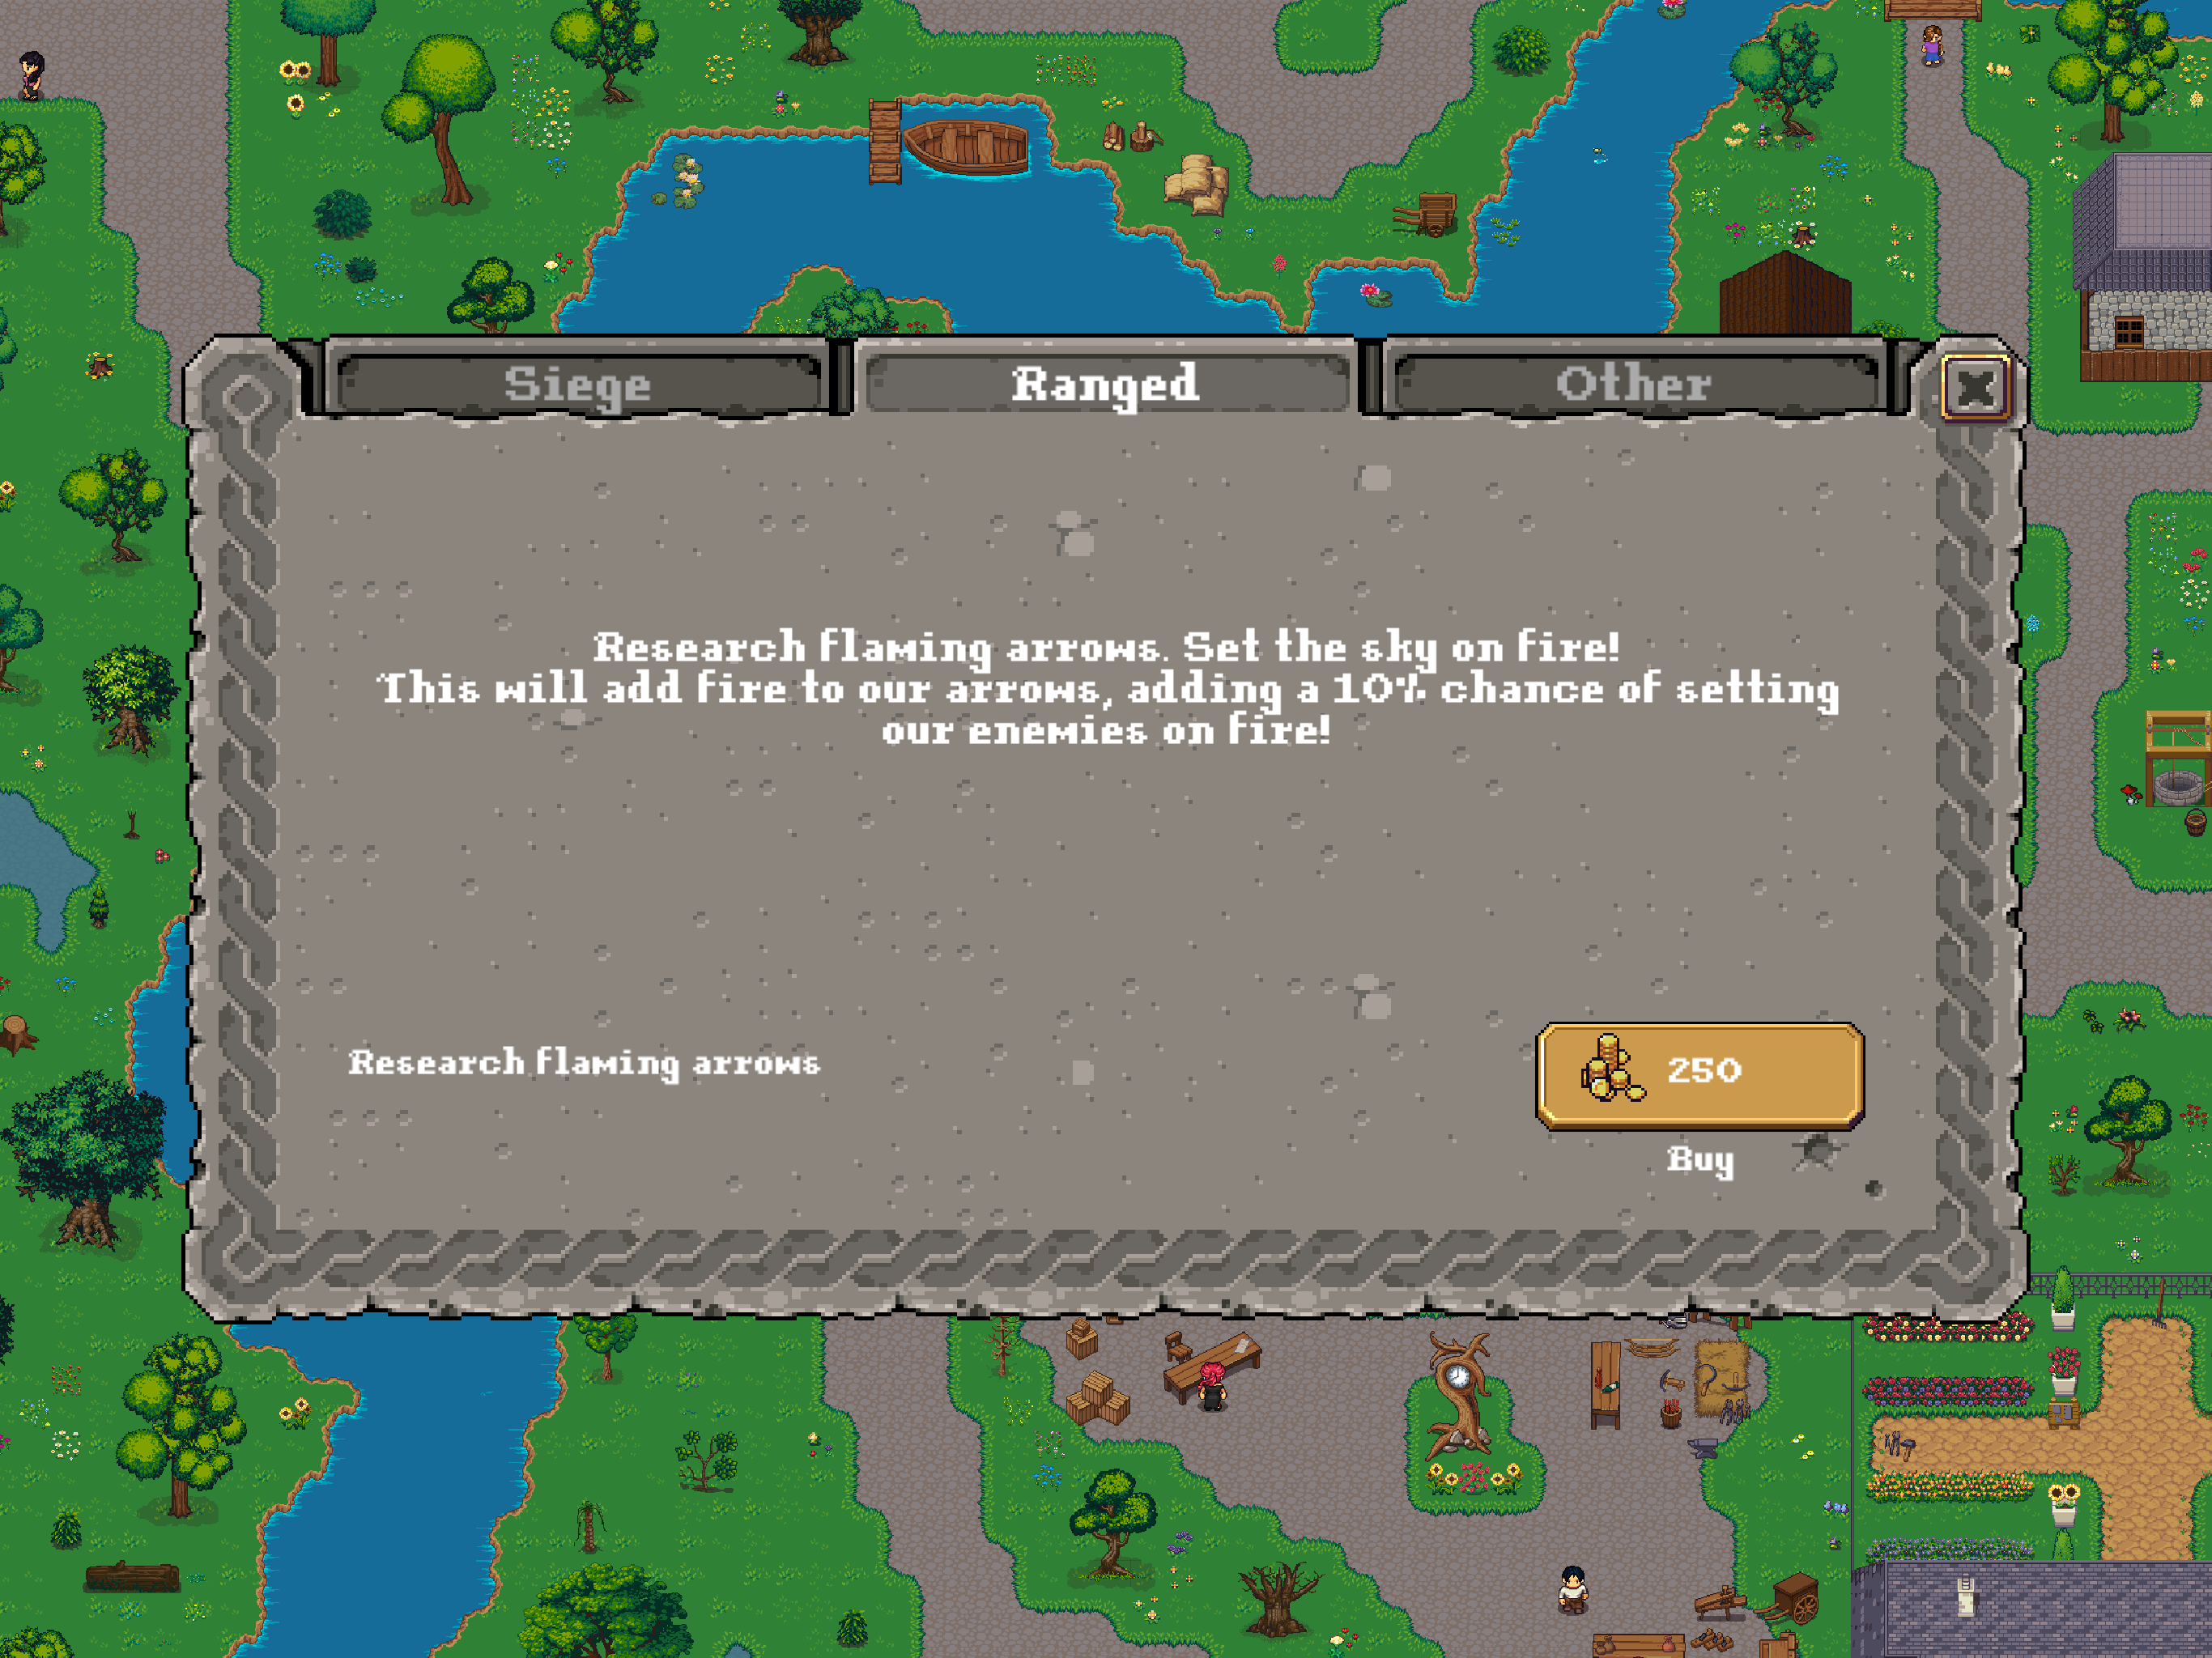 Siege
Ranged
Other
Research flaming arrows. Set the sky on fire!
This will add fire to our arrows, adding a 10% chance of setting
our enemies on fire!
Research flaming arrows
250
Buy